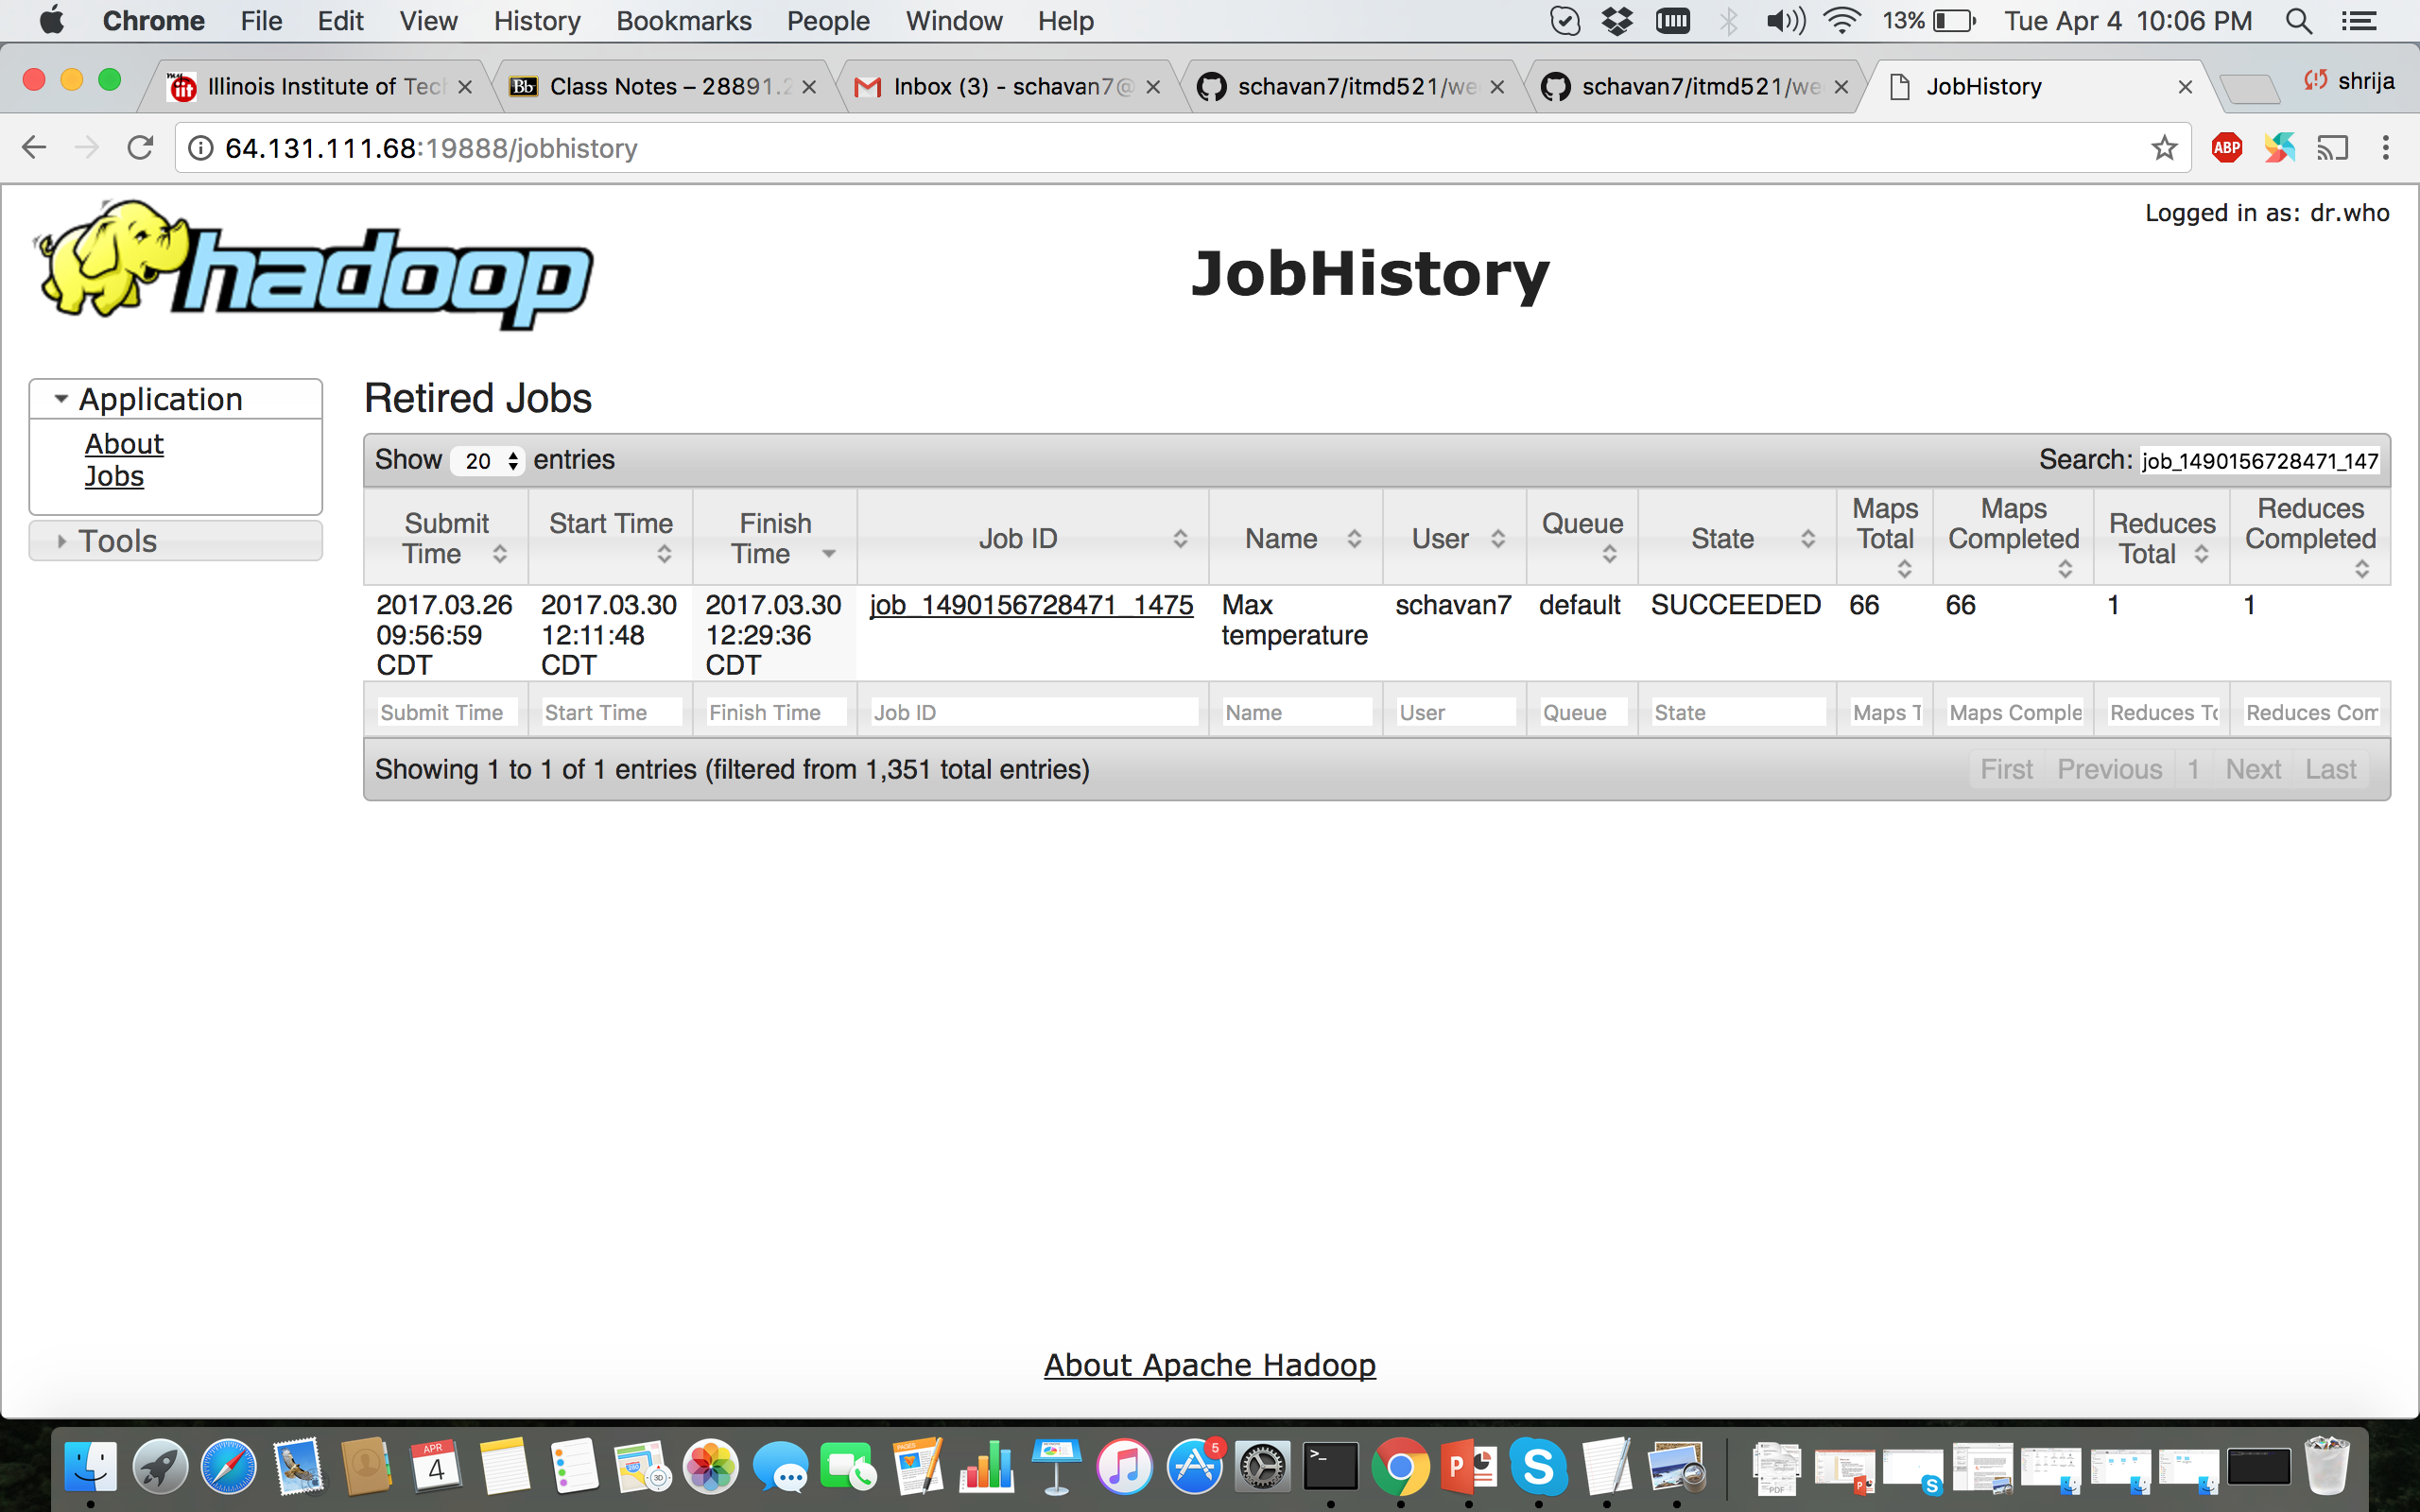 Chrome File Edit View History Bookmarks People Window Help 13% Tue Apr 4 10:06 PM
my iit Illinois Institute of Tec Bb Class Notes – 28891.2 Inbox (3) - schavan7@ schavan7/itmd521/we schavan7/itmd521/we JobHistory shrija
64.131.111.68:19888/jobhistory ABP
Logged in as: dr.who
hadoop JobHistory
Application
About
Jobs
Tools
Retired Jobs
Show 20 entries Search: job_1490156728471_147
Submit Time Start Time Finish Time Job ID Name User Queue State Maps Total Maps Completed Reduces Total Reduces Completed
2017.03.26 2017.03.30 2017.03.30 job_1490156728471_1475 Max schavan7 default SUCCEEDED 66 66 1 1
09:56:59 12:11:48 12:29:36 temperature
CDT CDT CDT
Submit Time Start Time Finish Time Job ID Name User Queue State Maps T Maps Comple Reduces To Reduces Com
Showing 1 to 1 of 1 entries (filtered from 1,351 total entries) First Previous 1 Next Last
About Apache Hadoop
APR
4
PAGES
3D
5
PDF